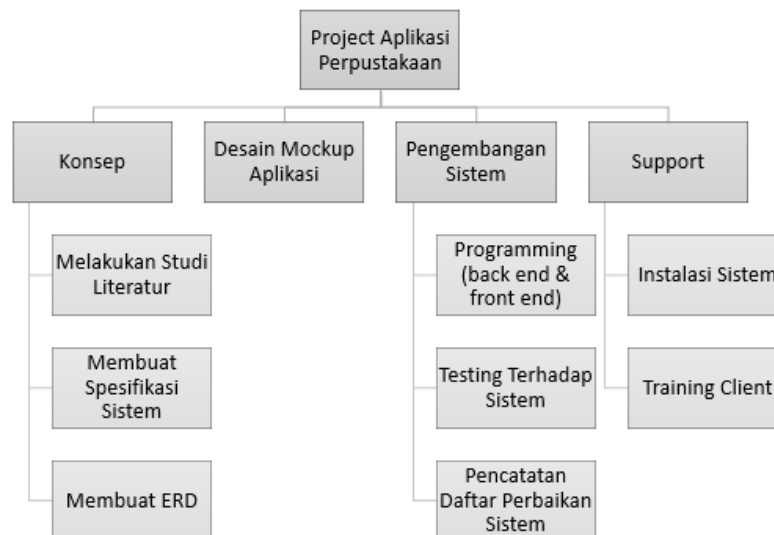 Project Aplikasi
Perpustakaan
Konsep
Desain Mockup
Aplikasi
Pengembangan
Sistem
Support
Melakukan Studi
Literatur
Membuat
Spesifikasi
Sistem
Membuat ERD
Programming
(back end &
front end)
Testing Terhadap
Sistem
Pencatatan
Daftar Perbaikan
Sistem
Instalasi Sistem
Training Client